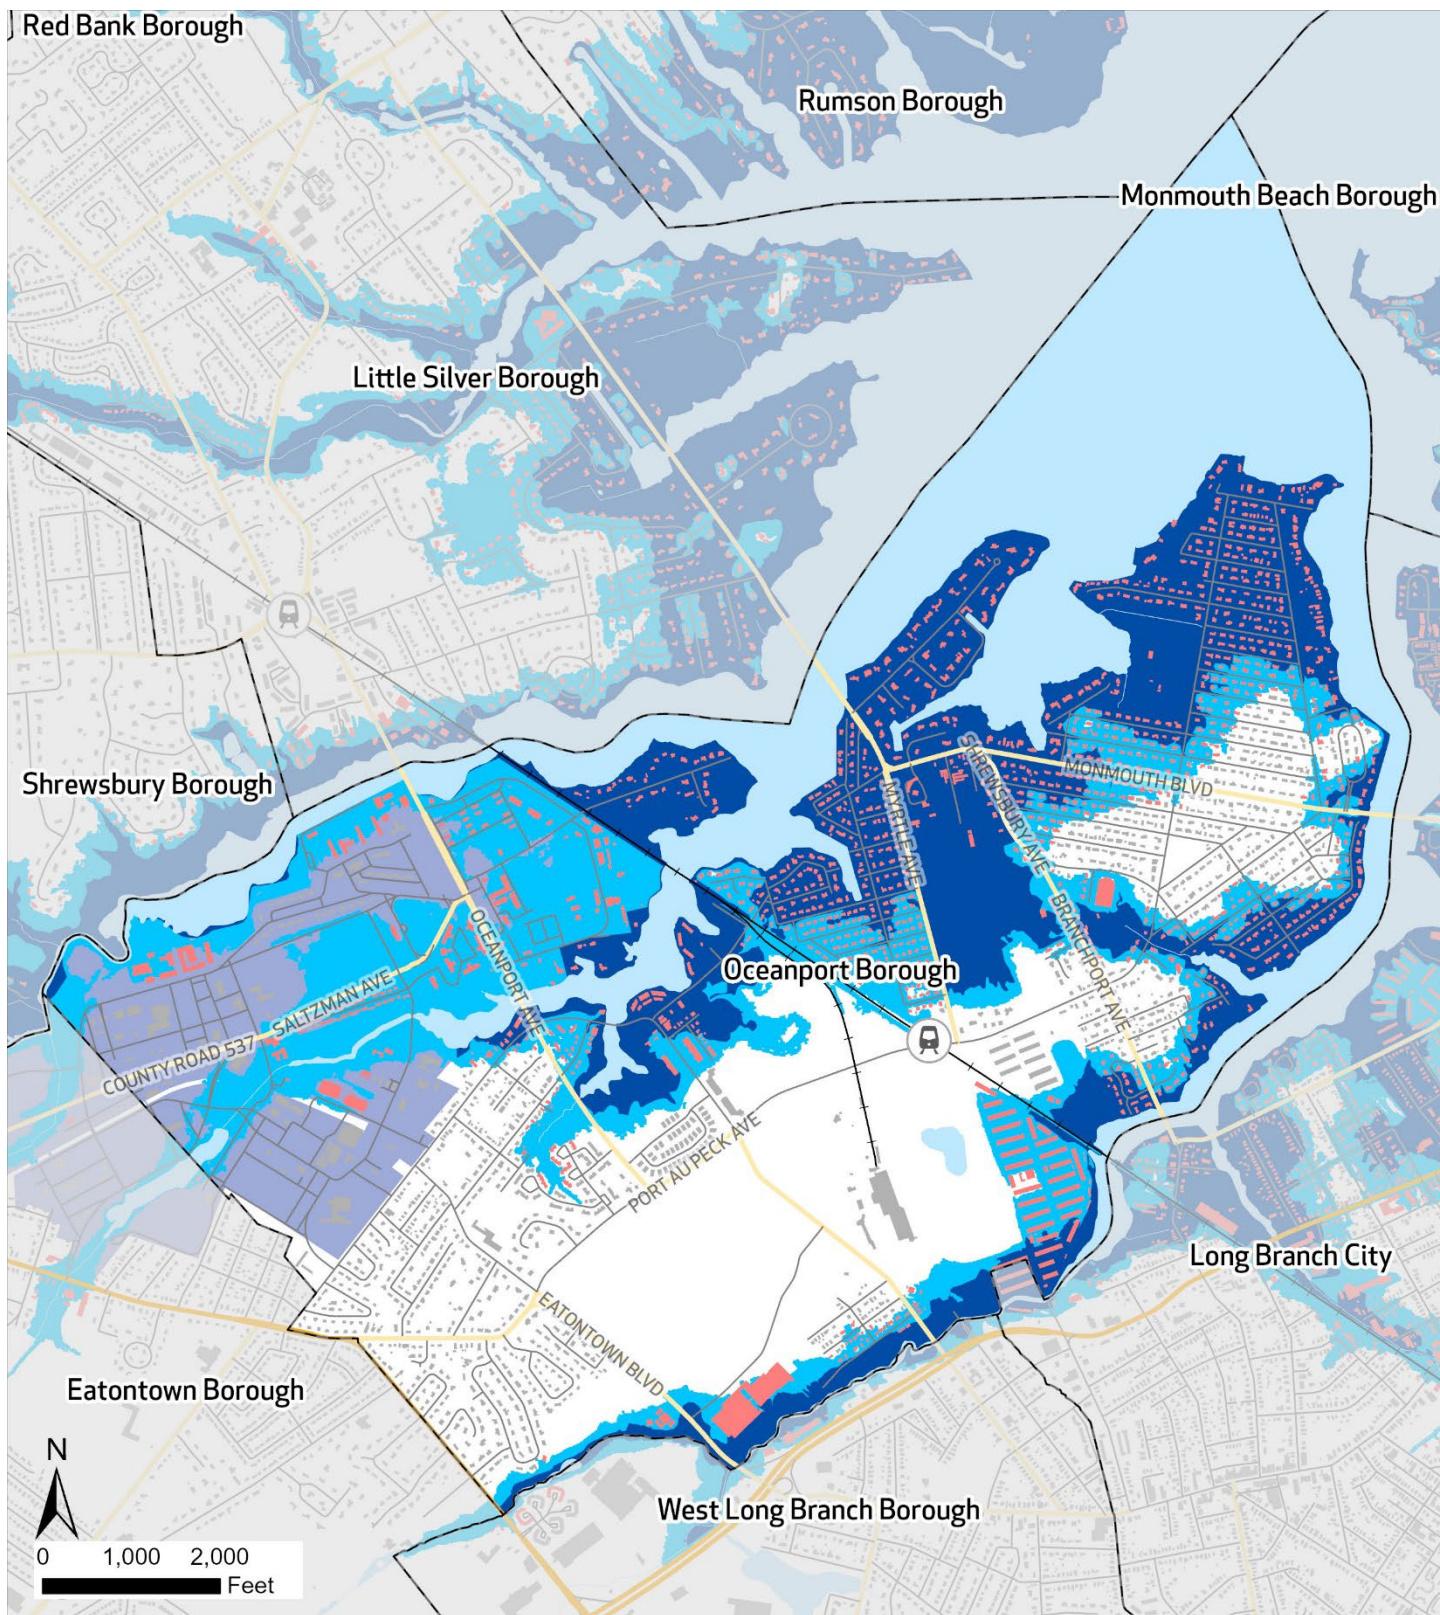 Red Bank Borough
Rumson Borough
Monmouth Beach Borough
Little Silver Borough
Shrewsbury Borough
SHREWSBURY AVE
MONMOUTH BLVD
MYRTLE AVE
OCEANPORT AVE
BRANCHPORT AVE
Oceanport Borough
SALTZMAN AVE
COUNTY ROAD 537
PORT AU PECK AVE
Long Branch City
EATONTOWN BLVD
Eatontown Borough
West Long Branch Borough
N
0 1,000 2,000
Feet